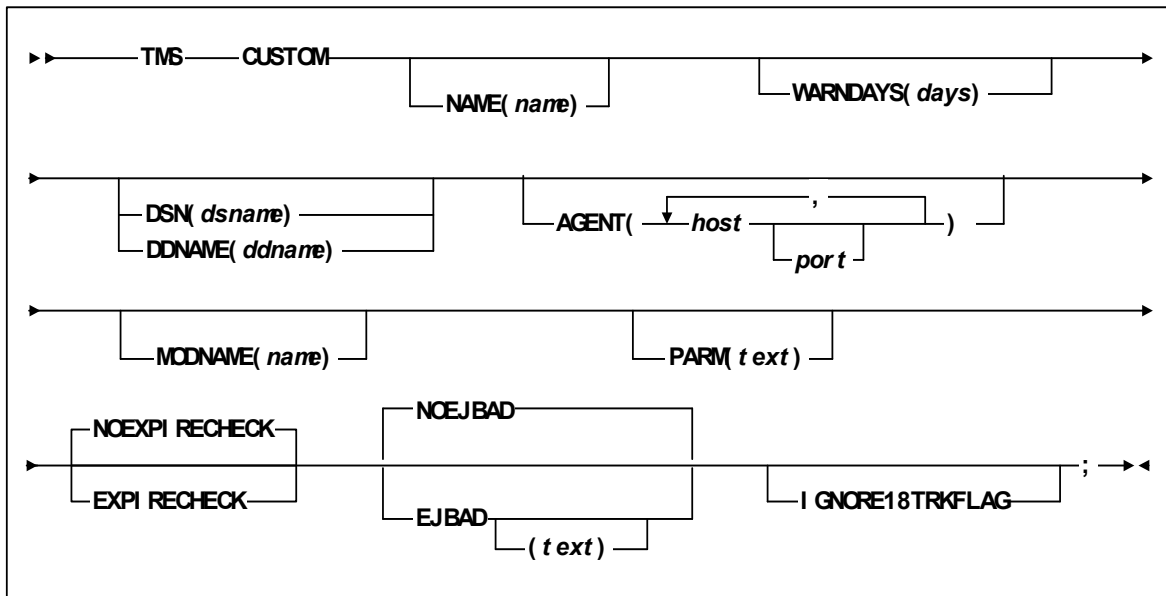 TMS CUSTOM
NAME( name)
WARNDAYS( days)
DSN( dsname)
DDNAME( ddname)
AGENT( host , )
port
MODNAME( name)
PARM( text)
NOEXPIRECHECK
EXPIRECHECK
NOEJBAD
EJBAD
( text)
IGNORE18TRKFLAG ;